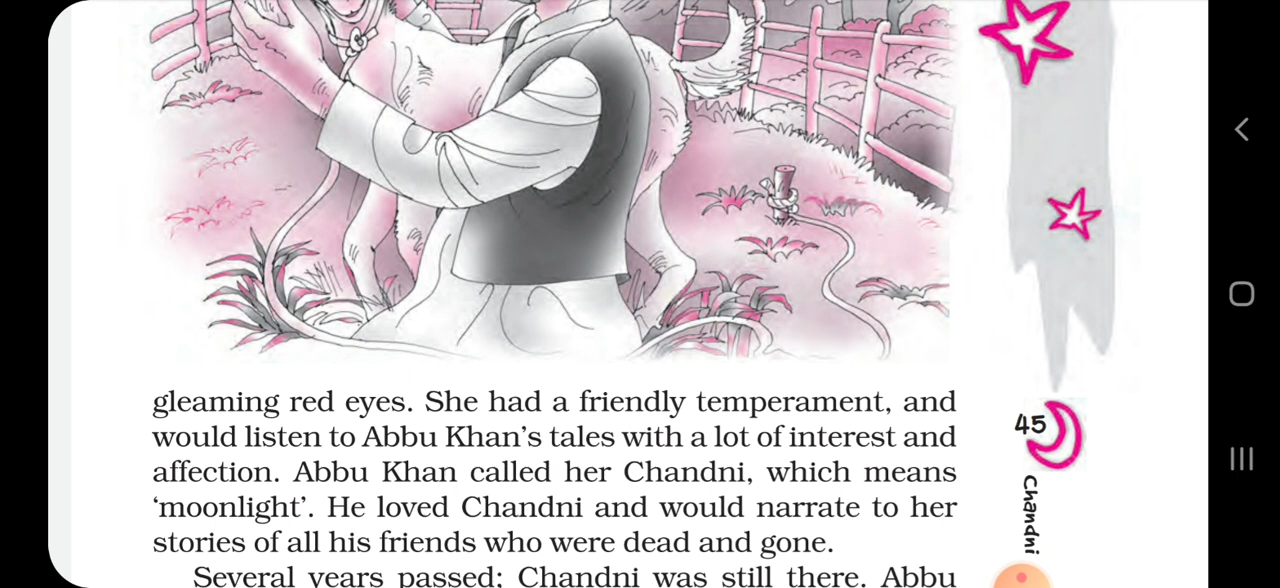 gleaming red eyes. She had a friendly temperament, and
would listen to Abbu Khan’s tales with a lot of interest and
affection. Abbu Khan called her Chandni, which means
‘moonlight’. He loved Chandni and would narrate to her
stories of all his friends who were dead and gone.
Several years passed; Chandni was still there. Abbu
45
Chandni